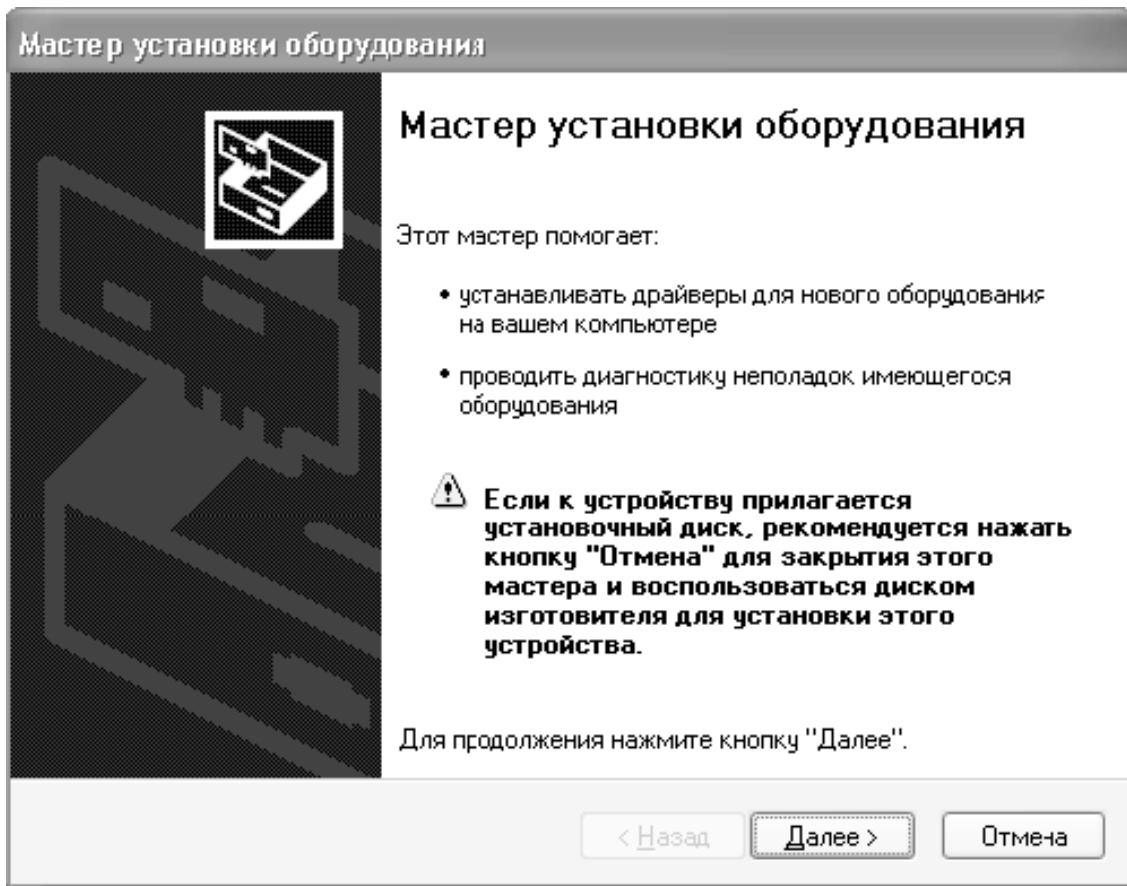 Мастер установки оборудования
Мастер установки оборудования
Этот мастер помогает:
• устанавливать драйверы для нового оборудования
на вашем компьютере
• проводить диагностику неполадок имеющегося
оборудования
Если к устройству прилагается
установочный диск, рекомендуется нажать
кнопку "Отмена" для закрытия этого
мастера и воспользоваться диском
изготовителя для установки этого
устройства.
Для продолжения нажмите кнопку "Далее".
< Назад Далее > Отмена